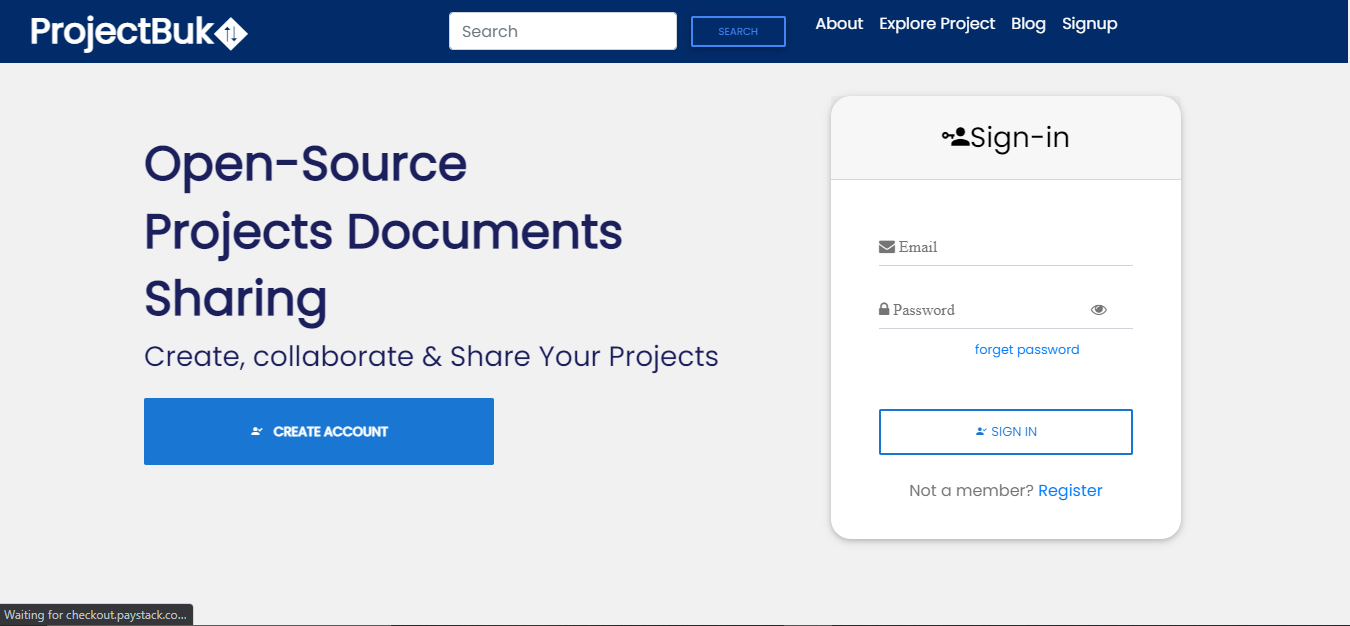 ProjectBuk
Search
SEARCH
About Explore Project Blog Signup
Open-Source
Projects Documents
Sharing
Create, collaborate & Share Your Projects
CREATE ACCOUNT
Sign-in
Email
Password
forget password
SIGN IN
Not a member? Register
Waiting for checkout.paystack.co...